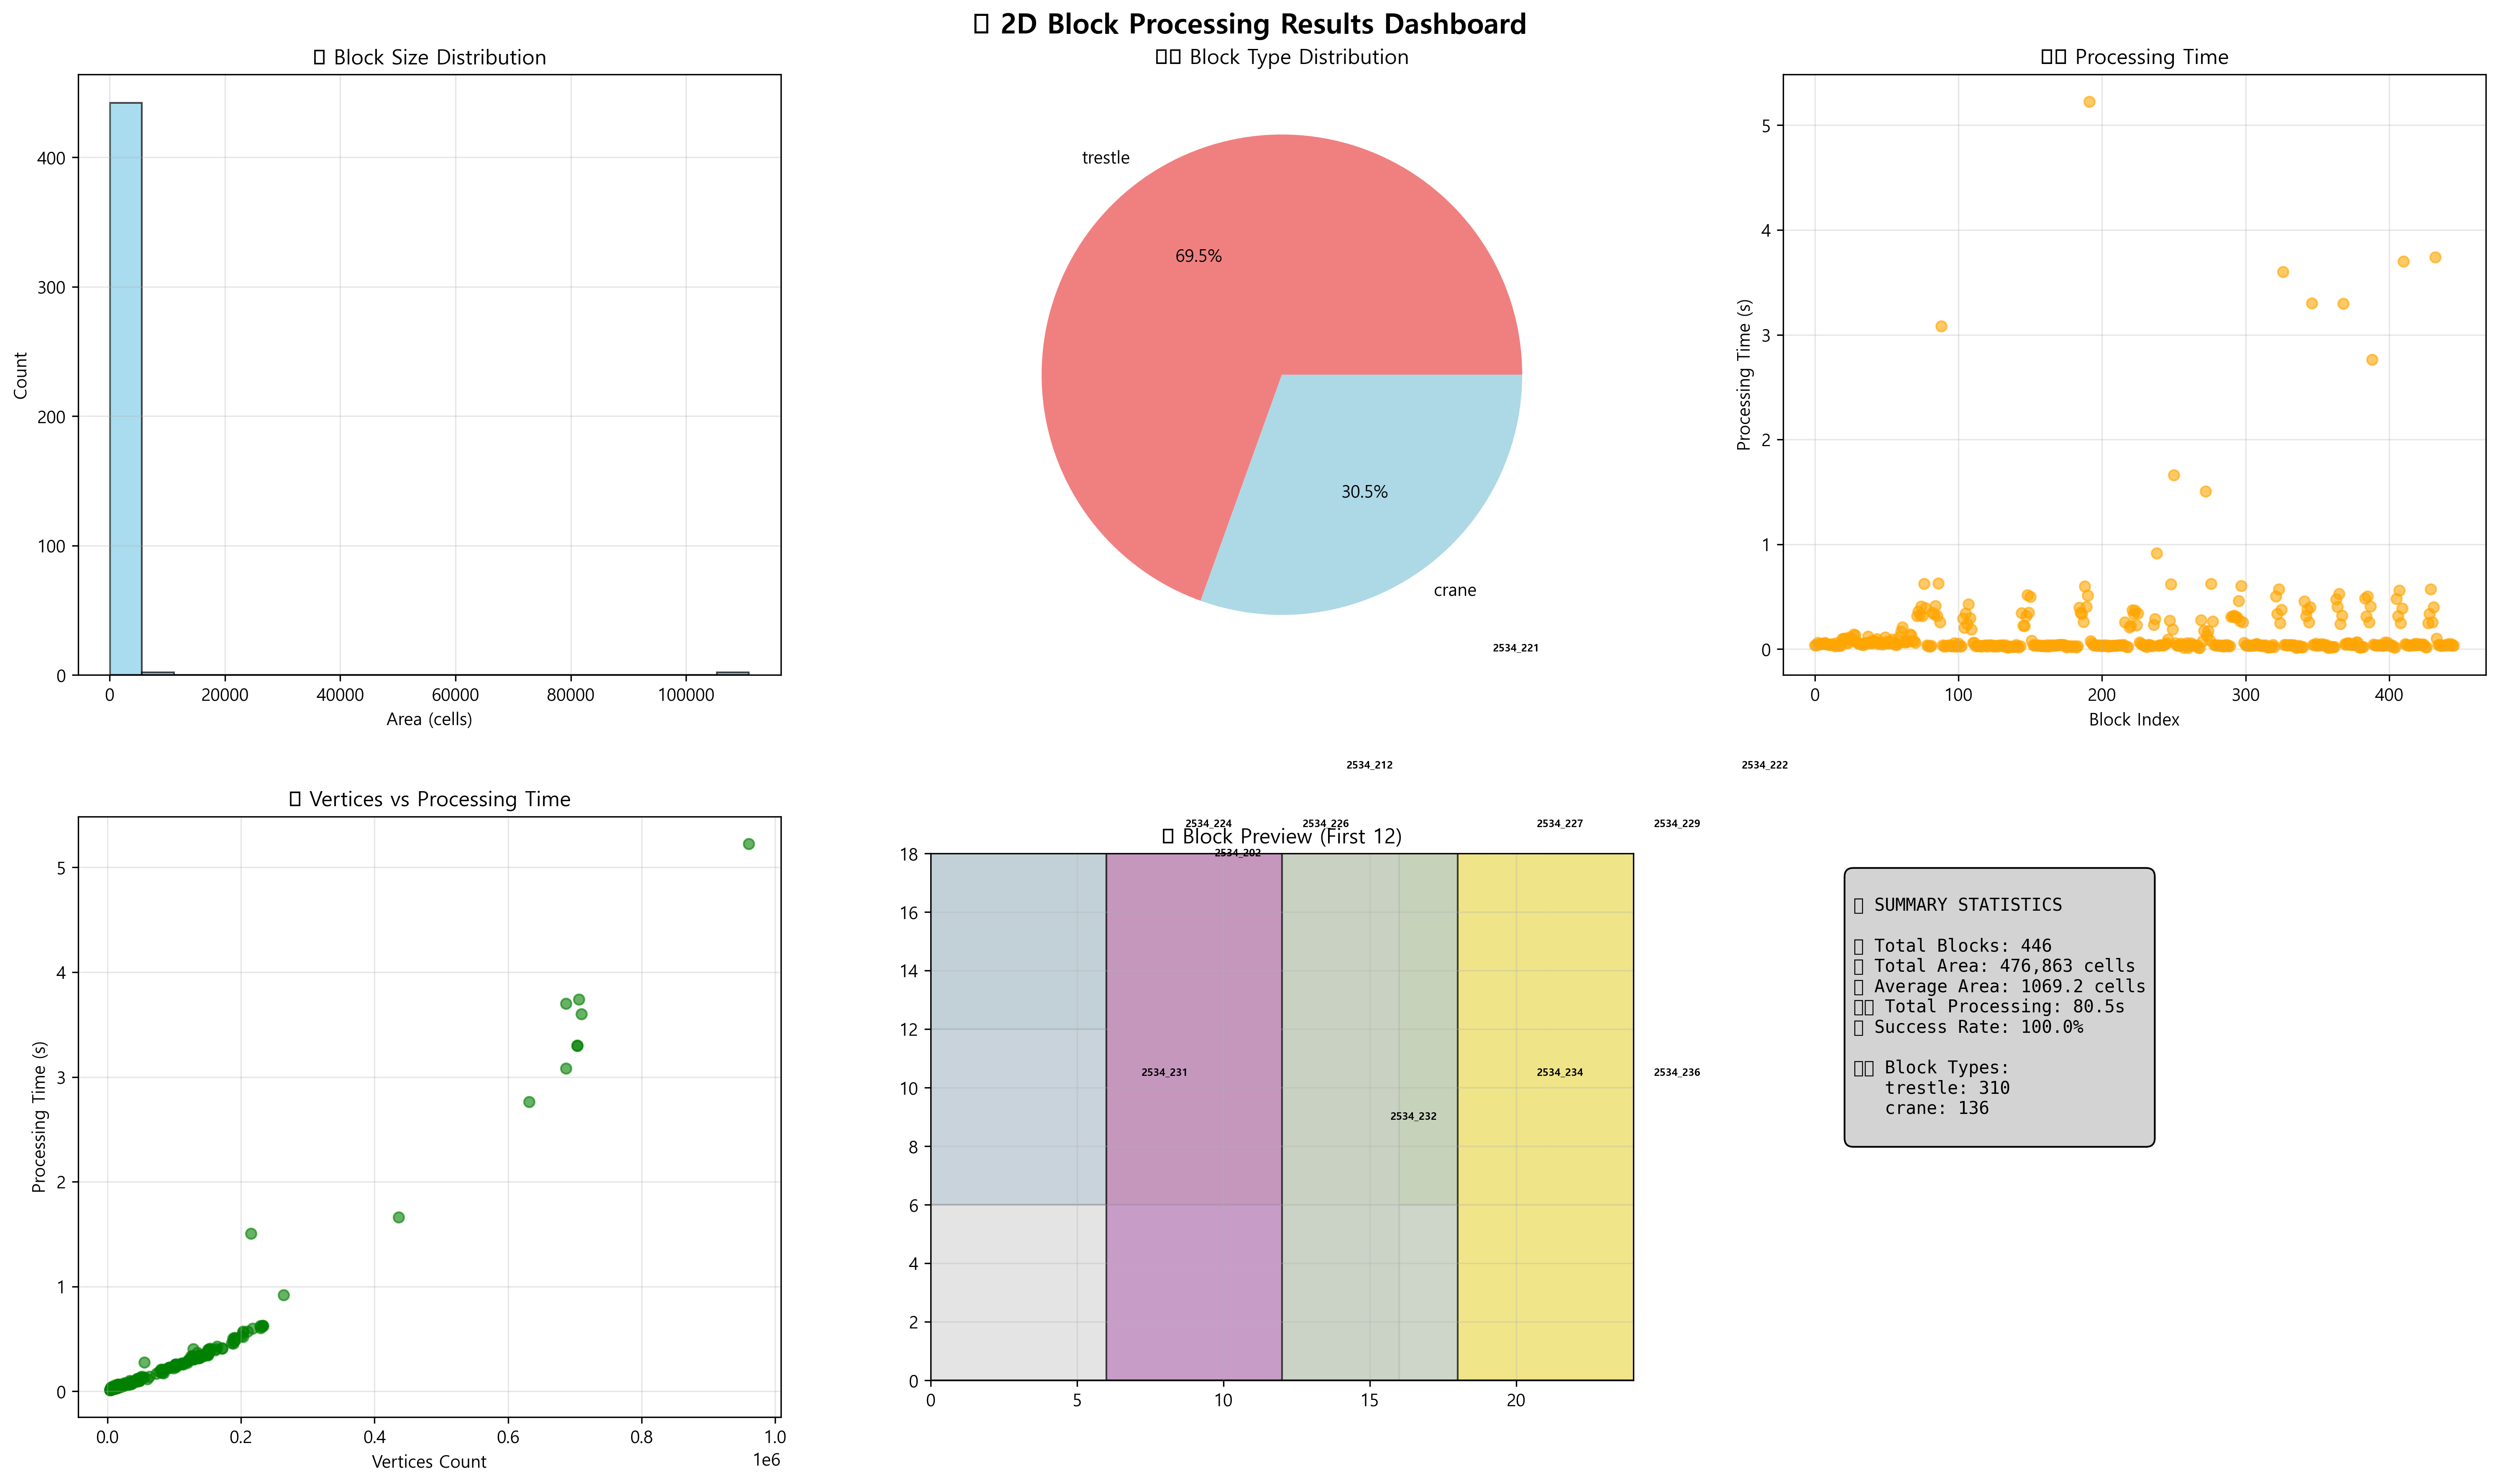 2D Block Processing Results Dashboard
Block Size Distribution
400
300
200
100
0
Count
0 20000 40000 60000 80000 100000
Area (cells)
Block Type Distribution
trestle
69.5%
30.5%
crane
Processing Time
5
4
3
2
1
0
Processing Time (s)
0 100 200 300 400
Block Index
2534_221
2534_212
2534_222
Vertices vs Processing Time
5
4
3
2
1
0
Processing Time (s)
0.0 0.2 0.4 0.6 0.8 1.0
1e6
Vertices Count
2534_224 2534_226 2534_227 2534_229
Block Preview (First 12)
2534_202
18
16
14
12
10
8
6
4
2
0
2534_231 2534_234 2534_236
2534_232
0 5 10 15 20
SUMMARY STATISTICS
Total Blocks: 446
Total Area: 476,863 cells
Average Area: 1069.2 cells
Total Processing: 80.5s
Success Rate: 100.0%
Block Types:
trestle: 310
crane: 136